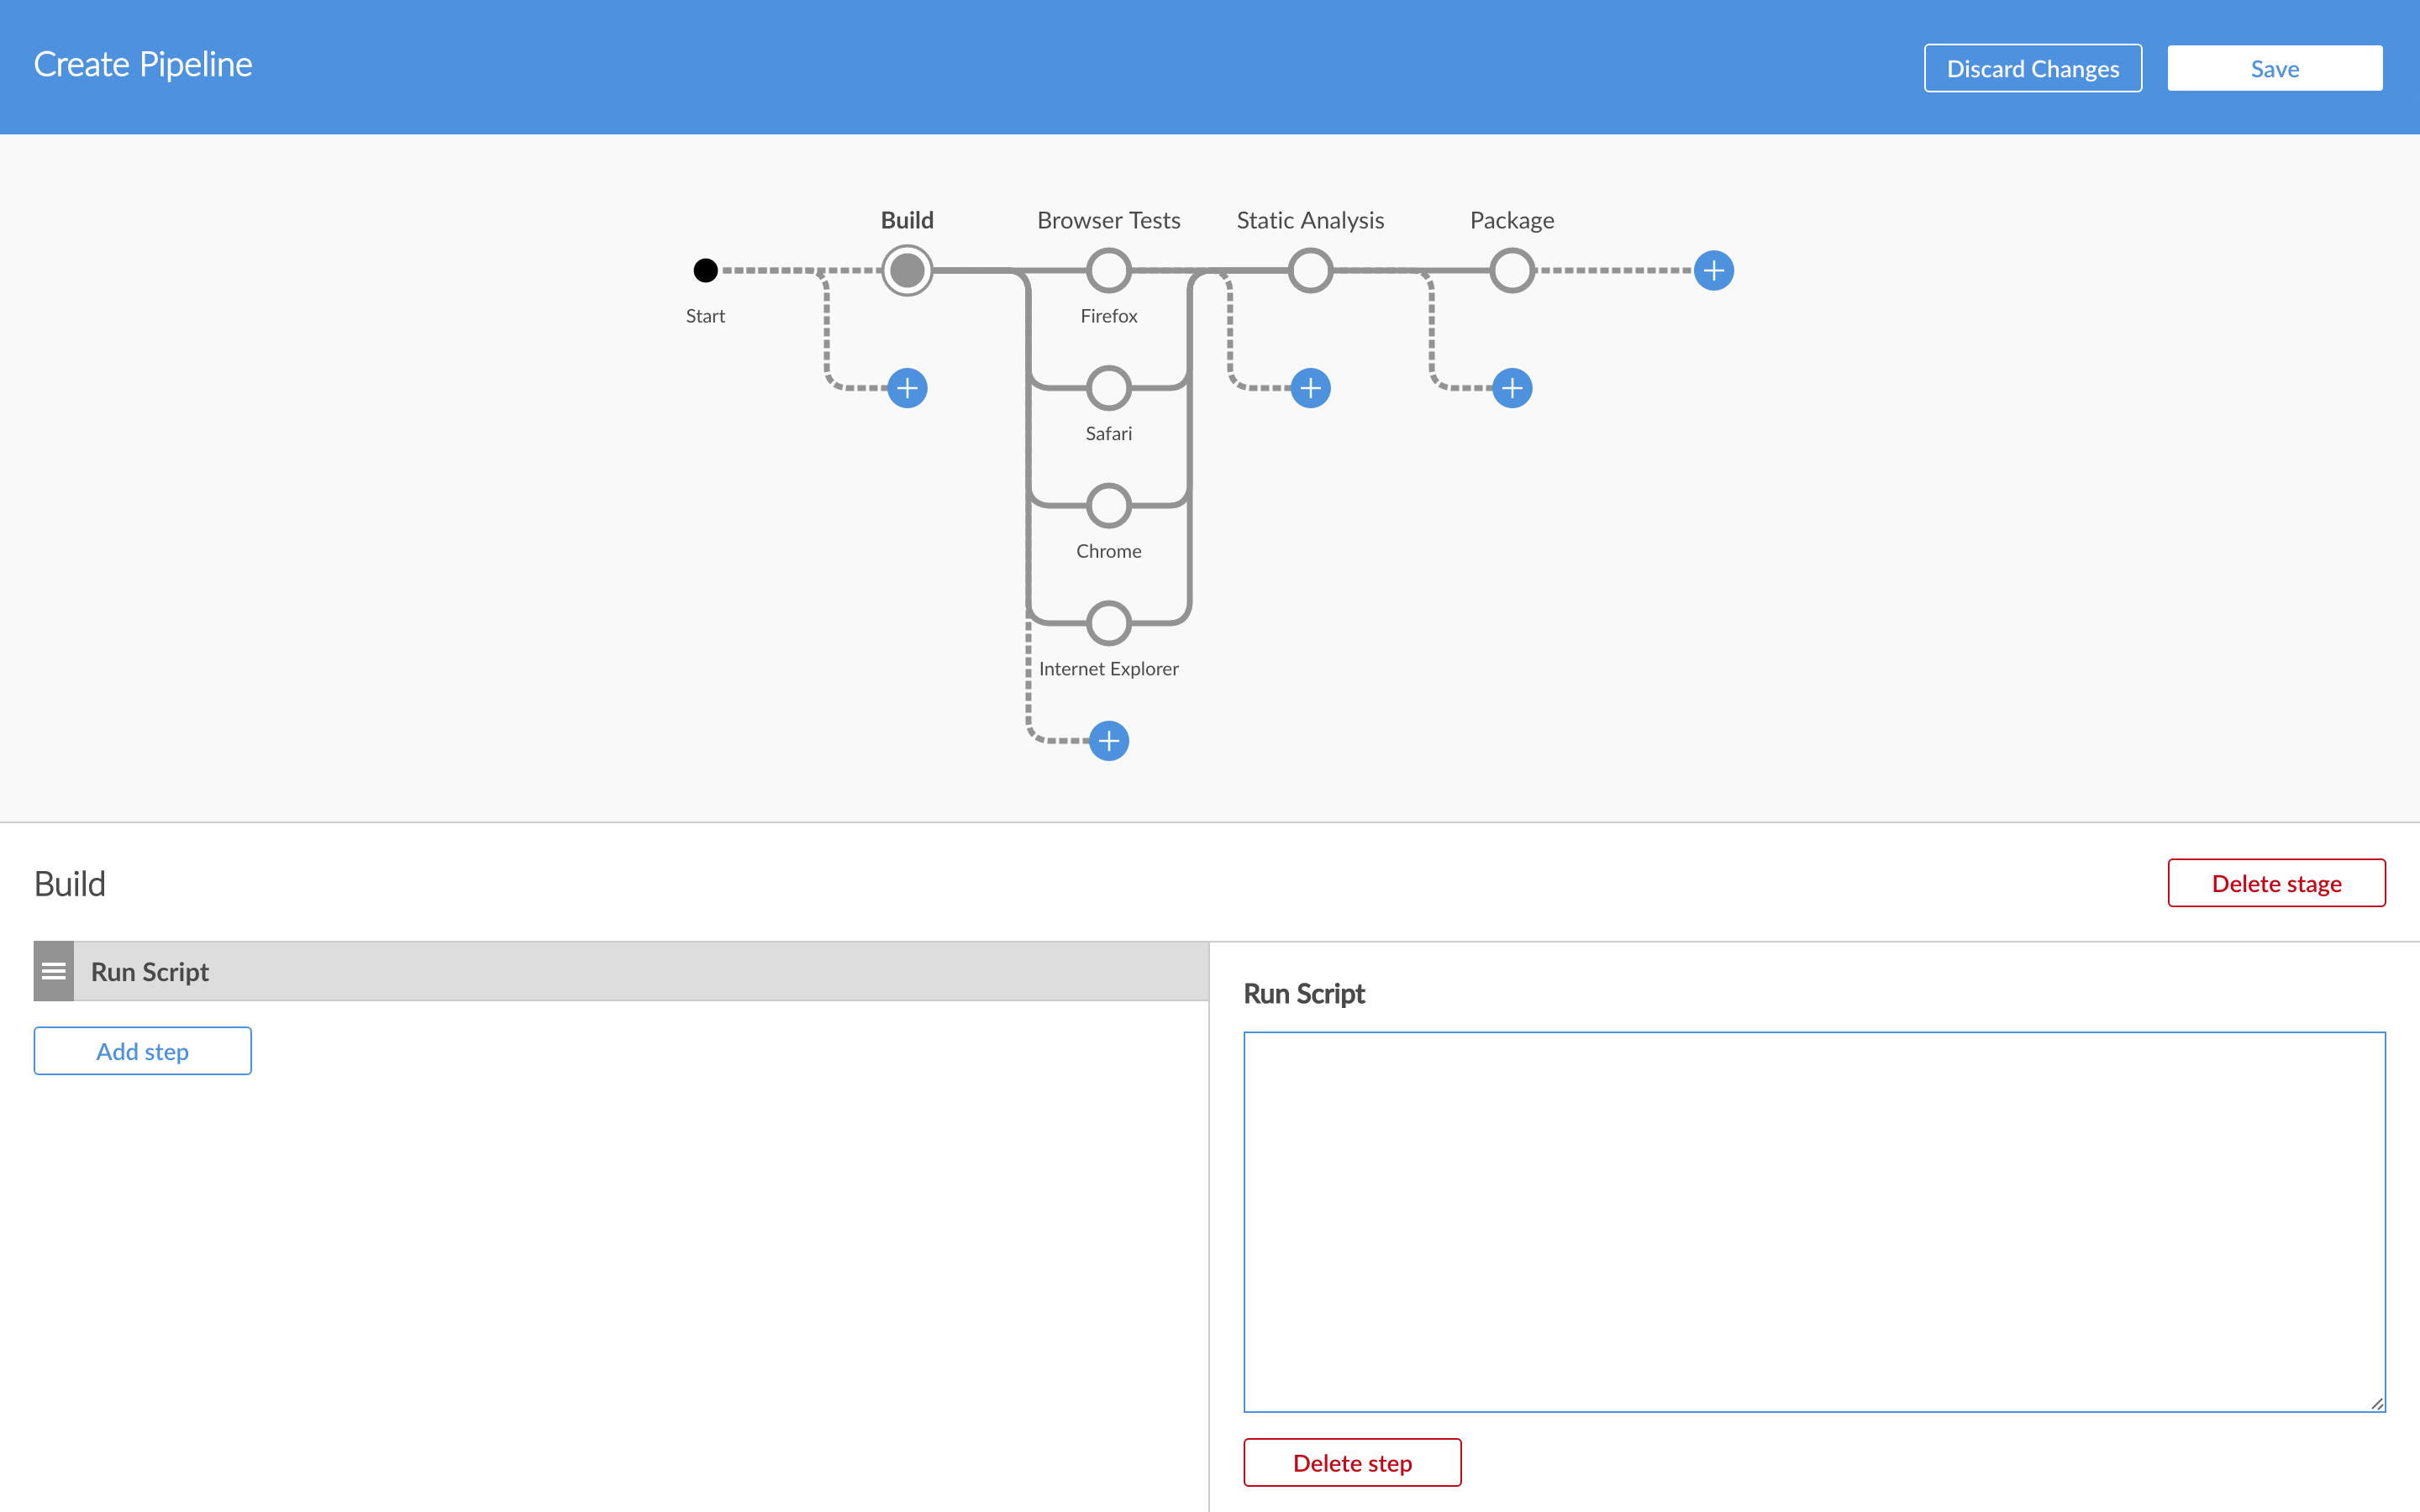 Create Pipeline
Discard Changes
Save
Build
Browser Tests
Static Analysis
Package
Start
Firefox
Safari
Chrome
Internet Explorer
Build
Delete stage
Run Script
Run Script
Add step
Delete step